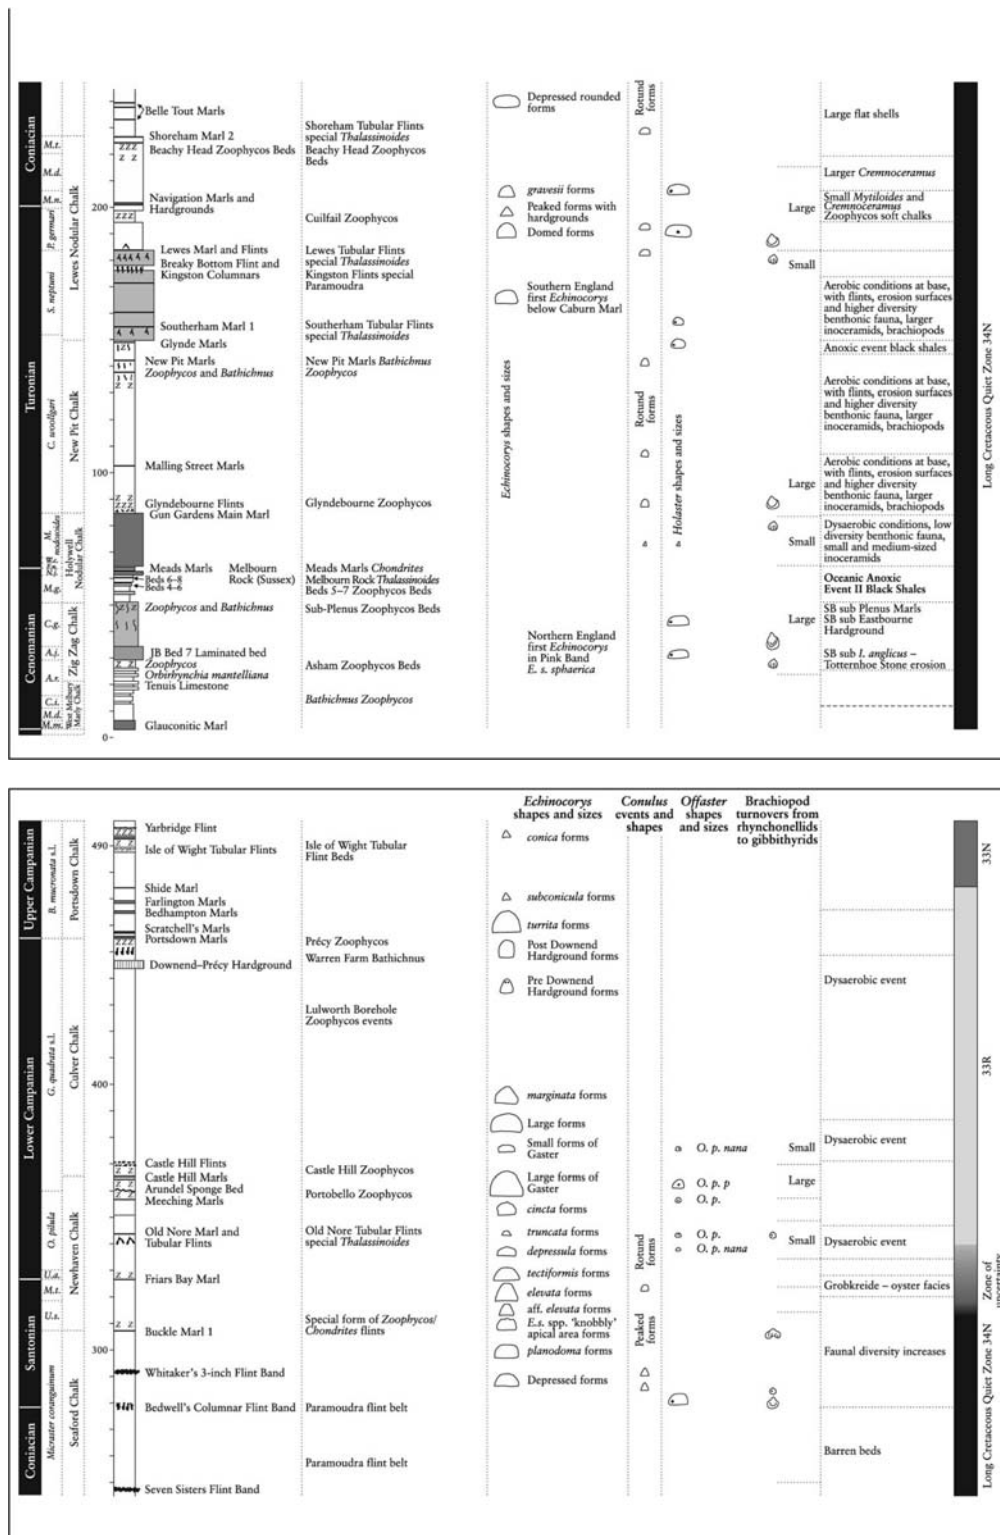 Coniacian
Turonian
Cenomanian
M.t.
M.d.
M.n.
P. germari
S. neptuni
C. woollgari
M. nodosoides
M.g.
C.g.
A.j.
A.r.
C.i.
M.d.
M.m.
Lewes Nodular Chalk
New Pit Chalk
Holywell
Nodular Chalk
Zig Zag Chalk
West Melbury
Marly Chalk
200
100
0
Belle Tout Marls
Shoreham Marl 2
Beachy Head Zoophycos Beds
Navigation Marls and
Hardgrounds
Lewes Marl and Flints
Breaky Bottom Flint and
Kingston Columnars
Southerham Marl 1
Glynde Marls
New Pit Marls
Zoophycos and Bathichnus
Malling Street Marls
Glyndebourne Flints
Gun Gardens Main Marl
Meads Marls
Melbourn
Rock (Sussex)
Beds 6–8
Beds 4–6
Zoophycos and Bathichnus
JB Bed 7 Laminated bed
Zoophycos
Orbirhynchia mantelliana
Tenuis Limestone
Glauconitic Marl
Shoreham Tubular Flints
special Thalassinoides
Beachy Head Zoophycos
Beds
Cuilfail Zoophycos
Lewes Tubular Flints
special Thalassinoides
Kingston Flints special
Paramoudra
Southerham Tubular Flints
special Thalassinoides
New Pit Marls Bathichnus
Zoophycos
Glyndebourne Zoophycos
Meads Marls Chondrites
Melbourn Rock Thalassinoides
Beds 5–7 Zoophycos Beds
Sub-Plenus Zoophycos Beds
Asham Zoophycos Beds
Bathichnus Zoophycos
Depressed rounded
forms
gravesii forms
Peaked forms with
hardgrounds
Domed forms
Southern England
first Echinocorys
below Caburn Marl
Echinocorys shapes and sizes
Northern England
first Echinocorys
in Pink Band
E. s. sphaerica
Rotund
forms
Rotund
forms
Holaster shapes and sizes
Large
Small
Large
Small
Large
Large flat shells
Larger Cremnoceramus
Small Mytiloides and
Cremnoceramus
Zoophycos soft chalks
Aerobic conditions at base,
with flints, erosion surfaces
and higher diversity
benthonic fauna, larger
inoceramids, brachiopods
Anoxic event black shales
Aerobic conditions at base,
with flints, erosion surfaces
and higher diversity
benthonic fauna, larger
inoceramids, brachiopods
Aerobic conditions at base,
with flints, erosion surfaces
and higher diversity
benthonic fauna, larger
inoceramids, brachiopods
Dysaerobic conditions, low
diversity benthonic fauna,
small and medium-sized
inoceramids
Oceanic Anoxic
Event II Black Shales
SB sub Plenus Marls
SB sub Eastbourne
Hardground
SB sub I. anglicus –
Totternhoe Stone erosion
Long Cretaceous Quiet Zone 34N
Echinocorys
shapes and sizes
Conulus
events and
shapes
Offaster
shapes
and sizes
Brachiopod
turnovers from
rhynchonellids
to gibbithyrids
Upper Campanian
Lower Campanian
Santonian
Coniacian
B. mucronata s.l.
G. quadrata s.l.
O. pilula
U.a.
M.t.
U.s.
Micraster coranguinum
Portsdown Chalk
Culver Chalk
Newhaven Chalk
Seaford Chalk
490
400
300
Yarbridge Flint
Isle of Wight Tubular Flints
Shide Marl
Farlington Marls
Bedhampton Marls
Scratchell's Marls
Portsdown Marls
Downend–Précy Hardground
Castle Hill Flints
Castle Hill Marls
Arundel Sponge Bed
Meeching Marls
Old Nore Marl and
Tubular Flints
Friars Bay Marl
Buckle Marl 1
Whitaker's 3-inch Flint Band
Bedwell's Columnar Flint Band
Seven Sisters Flint Band
Isle of Wight Tubular
Flint Beds
Précy Zoophycos
Warren Farm Bathichnus
Lulworth Borehole
Zoophycos events
Castle Hill Zoophycos
Portobello Zoophycos
Old Nore Tubular Flints
special Thalassinoides
Special form of Zoophycos/
Chondrites flints
Paramoudra flint belt
Paramoudra flint belt
conica forms
subconicula forms
turrita forms
Post Downend
Hardground forms
Pre Downend
Hardground forms
marginata forms
Large forms
Small forms of
Gaster
Large forms of
Gaster
cincta forms
truncata forms
depressula forms
tectiformis forms
elevata forms
aff. elevata forms
E.s. spp. 'knobbly'
apical area forms
planodoma forms
Depressed forms
Rotund
forms
Peaked
forms
O. p. nana
O. p. p
O. p.
O. p.
O. p. nana
Small
Large
Small
Dysaerobic event
Dysaerobic event
Dysaerobic event
Grobkreide – oyster facies
Faunal diversity increases
Barren beds
33N
33R
Zone of
uncertainty
Long Cretaceous Quiet Zone 34N